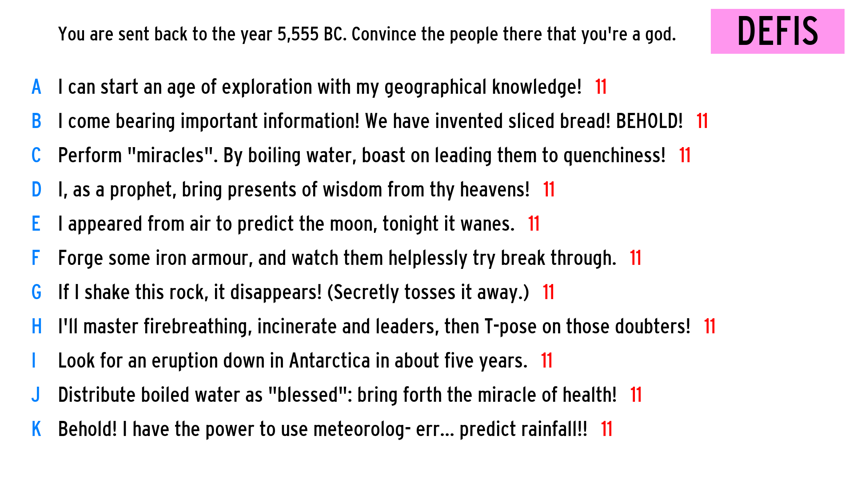 You are sent back to the year 5,555 BC. Convince the people there that you're a god.
DEFIS
A I can start an age of exploration with my geographical knowledge! 11
B I come bearing important information! We have invented sliced bread! BEHOLD! 11
C Perform "miracles". By boiling water, boast on leading them to quenchiness! 11
D I, as a prophet, bring presents of wisdom from thy heavens! 11
E I appeared from air to predict the moon, tonight it wanes. 11
F Forge some iron armour, and watch them helplessly try break through. 11
G If I shake this rock, it disappears! (Secretly tosses it away.) 11
H I'll master firebreathing, incinerate and leaders, then T-pose on those doubters! 11
I Look for an eruption down in Antarctica in about five years. 11
J Distribute boiled water as "blessed": bring forth the miracle of health! 11
K Behold! I have the power to use meteorolog- err... predict rainfall!! 11